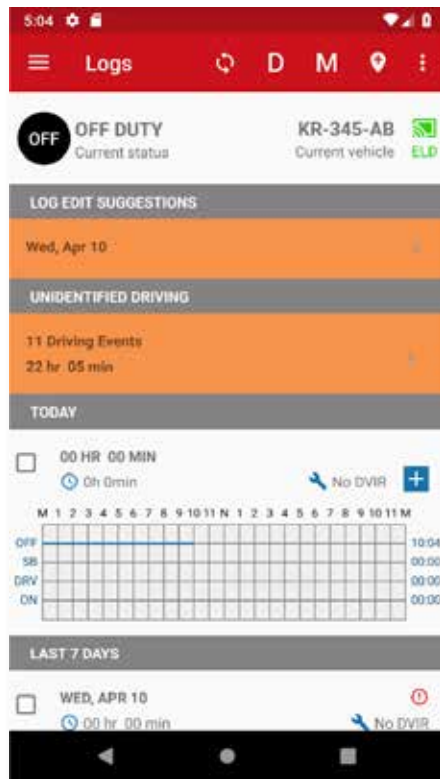 5:04
Logs D M
OFF OFF DUTY KR-345-AB
Current status Current vehicle ELD
LOG EDIT SUGGESTIONS
Wed, Apr 10
UNIDENTIFIED DRIVING
11 Driving Events
22 hr 05 min
TODAY
00 HR 00 MIN
0h 0min No DVIR
M 1 2 3 4 5 6 7 8 9 10 11 N 1 2 3 4 5 6 7 8 9 10 11 M
OFF 10:04
SB 00:00
DRV 00:00
ON 00:00
LAST 7 DAYS
WED, APR 10
00 hr 00 min No DVIR